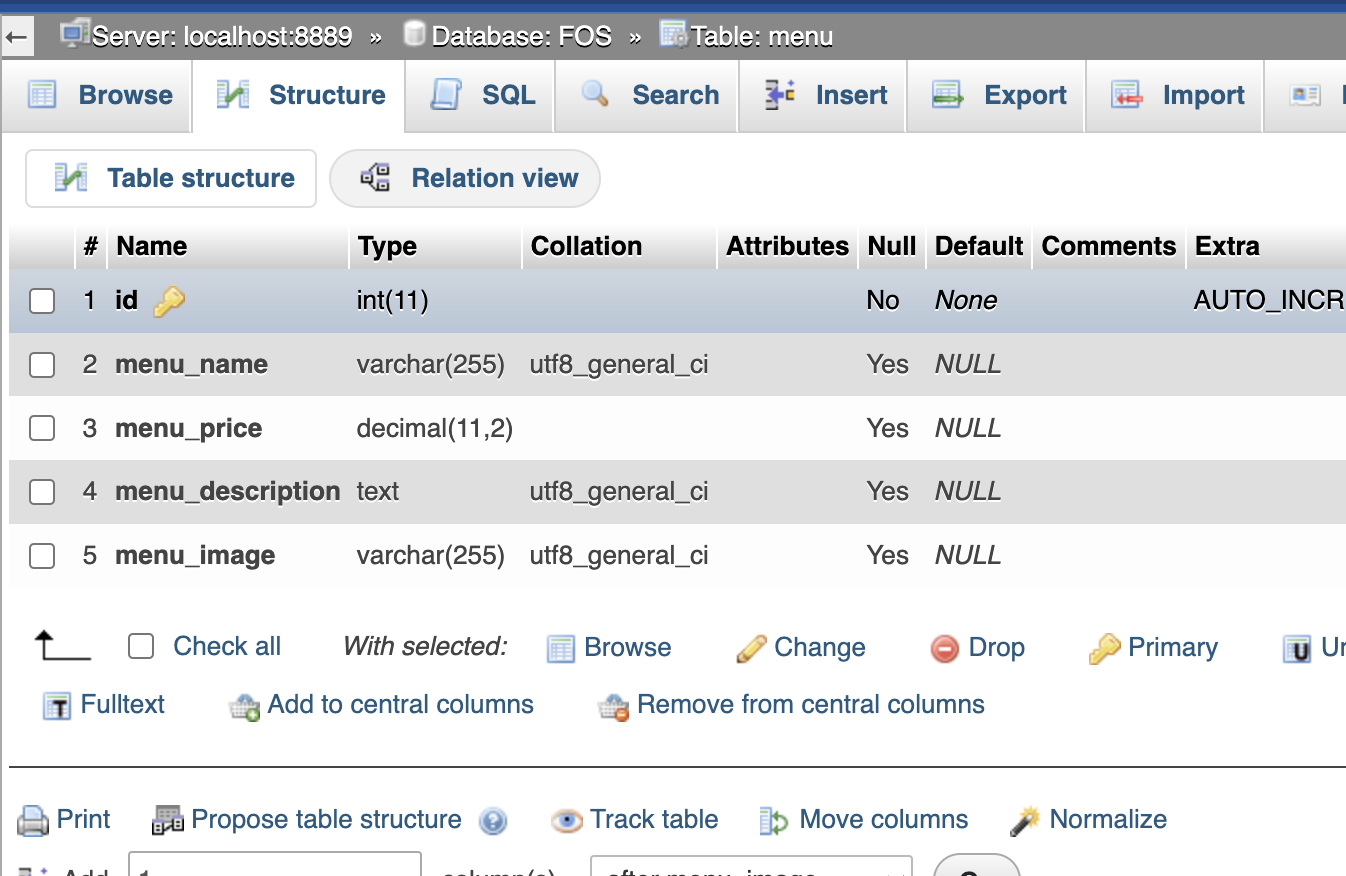 Server: localhost:8889 » Database: FOS » Table: menu
Browse Structure SQL Search Insert Export Import
Table structure Relation view
# Name Type Collation Attributes Null Default Comments Extra
1 id int(11) No None AUTO_INCR
2 menu_name varchar(255) utf8_general_ci Yes NULL
3 menu_price decimal(11,2) Yes NULL
4 menu_description text utf8_general_ci Yes NULL
5 menu_image varchar(255) utf8_general_ci Yes NULL
Check all With selected: Browse Change Drop Primary U
Fulltext Add to central columns Remove from central columns
Print Propose table structure Track table Move columns Normalize
Add 1 column(s) after menu_image